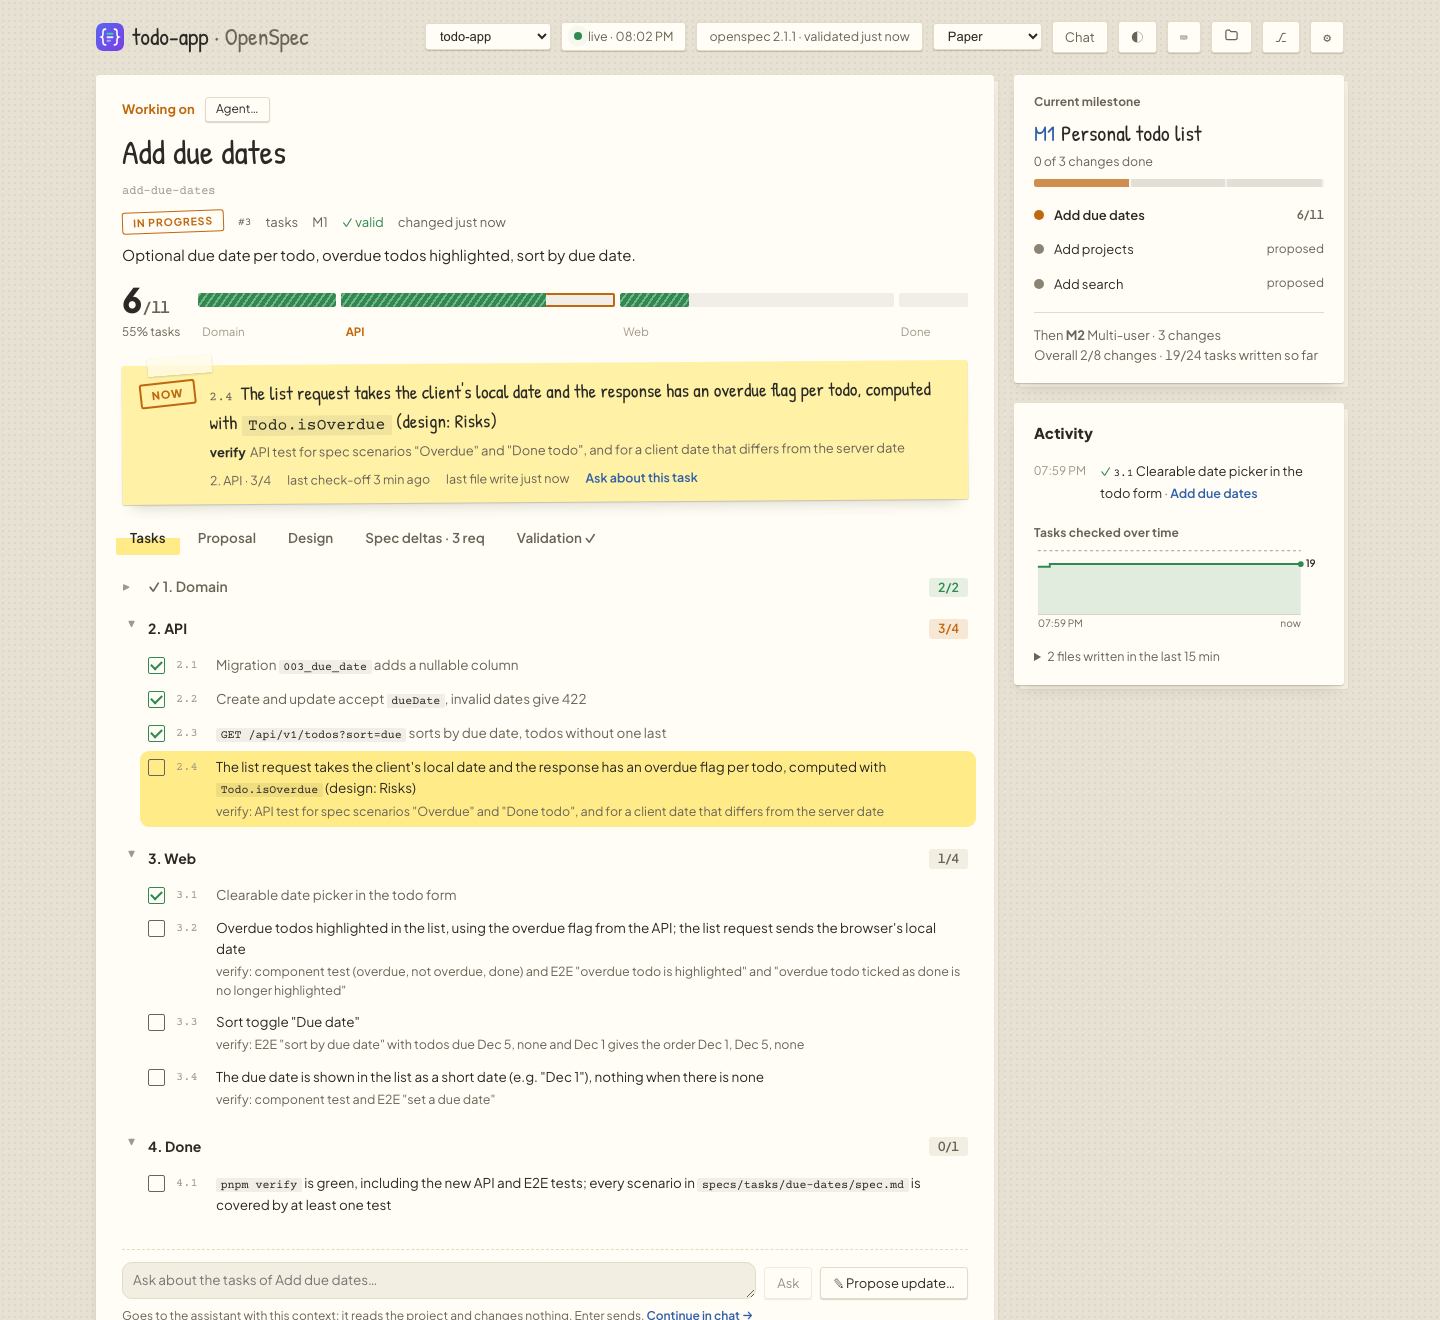 todo-app · OpenSpec
todo-app
live · 08:02 PM
openspec 2.1.1 · validated just now
Paper
Chat
Working on
Agent…
Add due dates
add-due-dates
IN PROGRESS #3 tasks M1 ✓ valid changed just now
Optional due date per todo, overdue todos highlighted, sort by due date.
6/11
55% tasks
Domain API Web Done
NOW
2.4 The list request takes the client's local date and the response has an overdue flag per todo, computed
with Todo.isOverdue (design: Risks)
verify API test for spec scenarios "Overdue" and "Done todo", and for a client date that differs from the server date
2. API · 3/4 last check-off 3 min ago last file write just now Ask about this task
Tasks Proposal Design Spec deltas · 3 req Validation ✓
✓ 1. Domain 2/2
2. API 3/4
2.1 Migration 003_due_date adds a nullable column
2.2 Create and update accept dueDate, invalid dates give 422
2.3 GET /api/v1/todos?sort=due sorts by due date, todos without one last
2.4 The list request takes the client's local date and the response has an overdue flag per todo, computed with
Todo.isOverdue (design: Risks)
verify: API test for spec scenarios "Overdue" and "Done todo", and for a client date that differs from the server date
3. Web 1/4
3.1 Clearable date picker in the todo form
3.2 Overdue todos highlighted in the list, using the overdue flag from the API; the list request sends the browser's local
date
verify: component test (overdue, not overdue, done) and E2E "overdue todo is highlighted" and "overdue todo ticked as done is
no longer highlighted"
3.3 Sort toggle "Due date"
verify: E2E "sort by due date" with todos due Dec 5, none and Dec 1 gives the order Dec 1, Dec 5, none
3.4 The due date is shown in the list as a short date (e.g. "Dec 1"), nothing when there is none
verify: component test and E2E "set a due date"
4. Done 0/1
4.1 pnpm verify is green, including the new API and E2E tests; every scenario in specs/tasks/due-dates/spec.md is
covered by at least one test
Ask about the tasks of Add due dates…
Ask
✎ Propose update…
Goes to the assistant with this context; it reads the project and changes nothing. Enter sends. Continue in chat →
Current milestone
M1 Personal todo list
0 of 3 changes done
Add due dates 6/11
Add projects proposed
Add search proposed
Then M2 Multi-user · 3 changes
Overall 2/8 changes · 19/24 tasks written so far
Activity
07:59 PM ✓ 3.1 Clearable date picker in the
todo form · Add due dates
Tasks checked over time
19
07:59 PM now
2 files written in the last 15 min